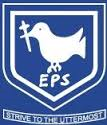 EPS
STRIVE TO THE UTTERMOST